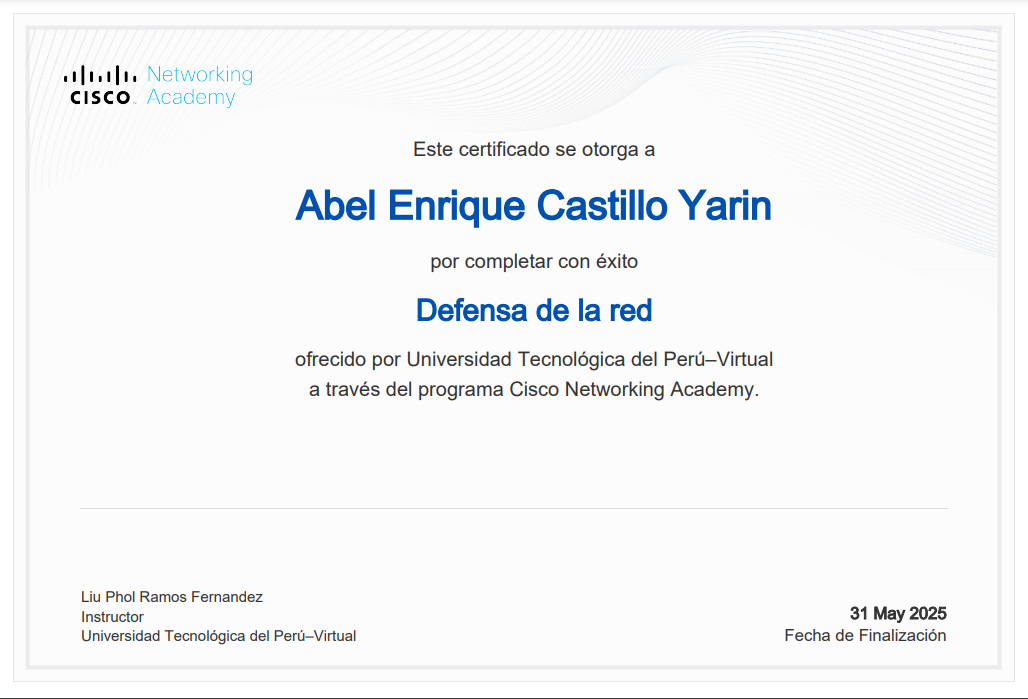 CISCO Networking
Academy
Este certificado se otorga a
Abel Enrique Castillo Yarin
por completar con éxito
Defensa de la red
ofrecido por Universidad Tecnológica del Perú–Virtual
a través del programa Cisco Networking Academy.
Liu Phol Ramos Fernandez
Instructor
Universidad Tecnológica del Perú–Virtual
31 May 2025
Fecha de Finalización